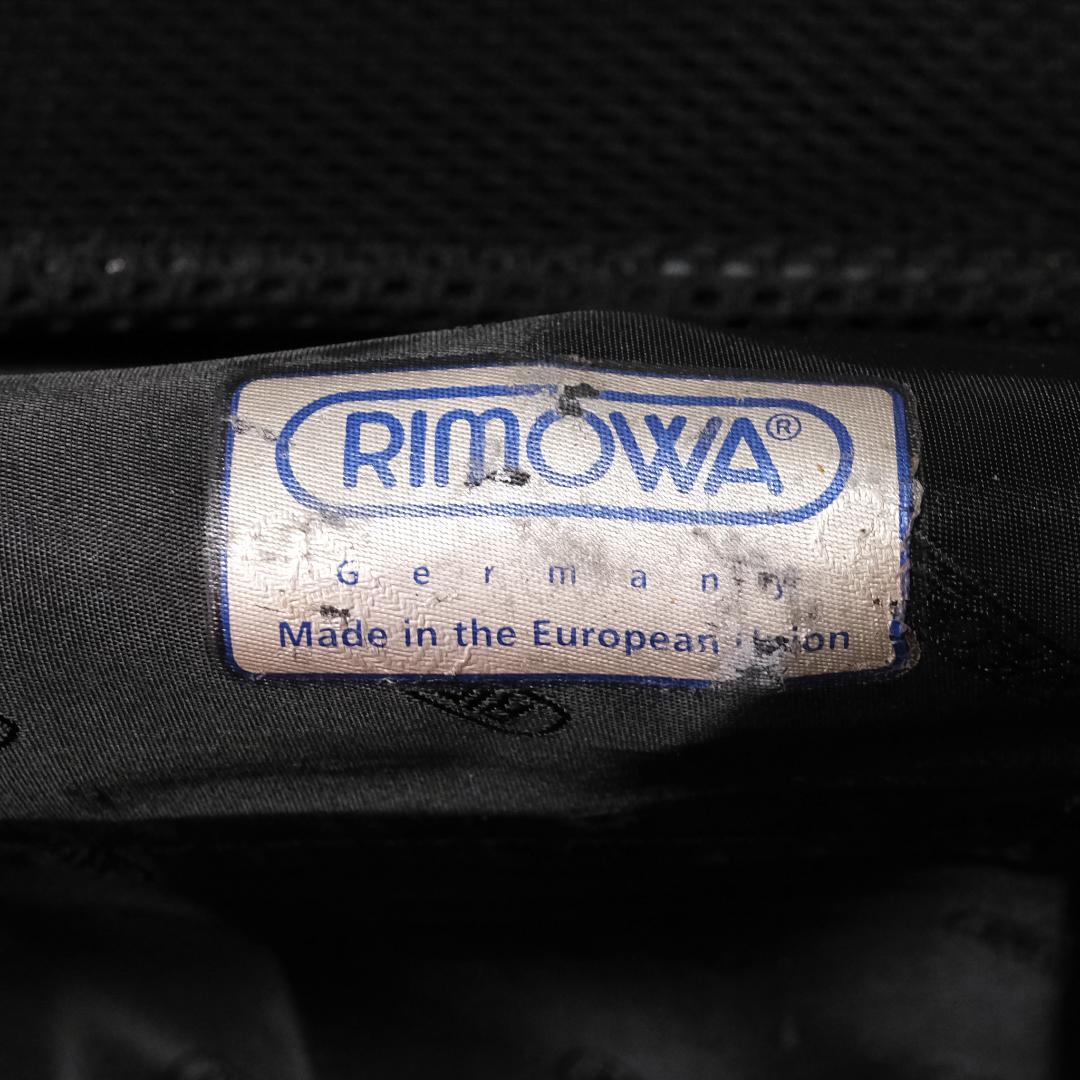 RIMOWA®
Germany
Made in the European